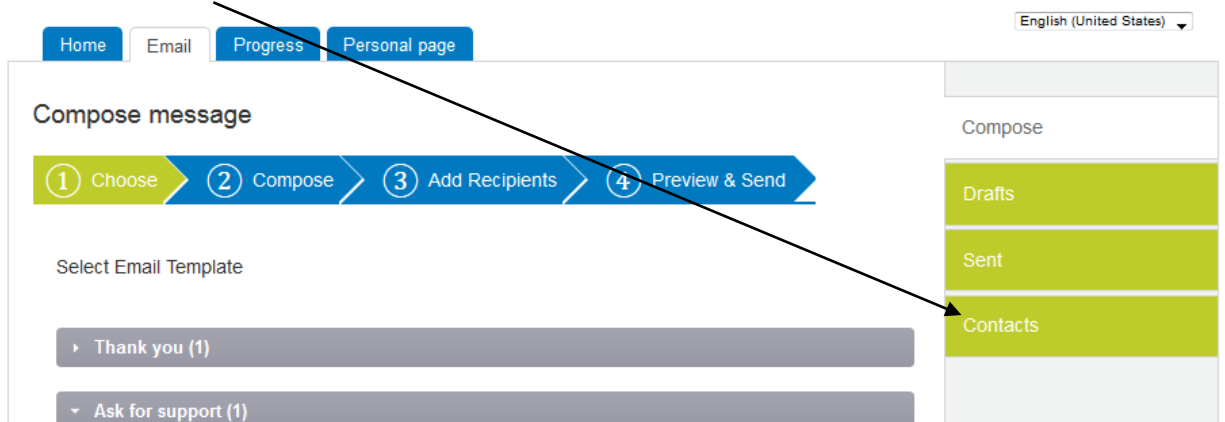 English (United States)
Home Email Progress Personal page
Compose message
Compose
1 Choose 2 Compose 3 Add Recipients 4 Preview & Send
Drafts
Sent
Select Email Template
Contacts
Thank you (1)
Ask for support (1)